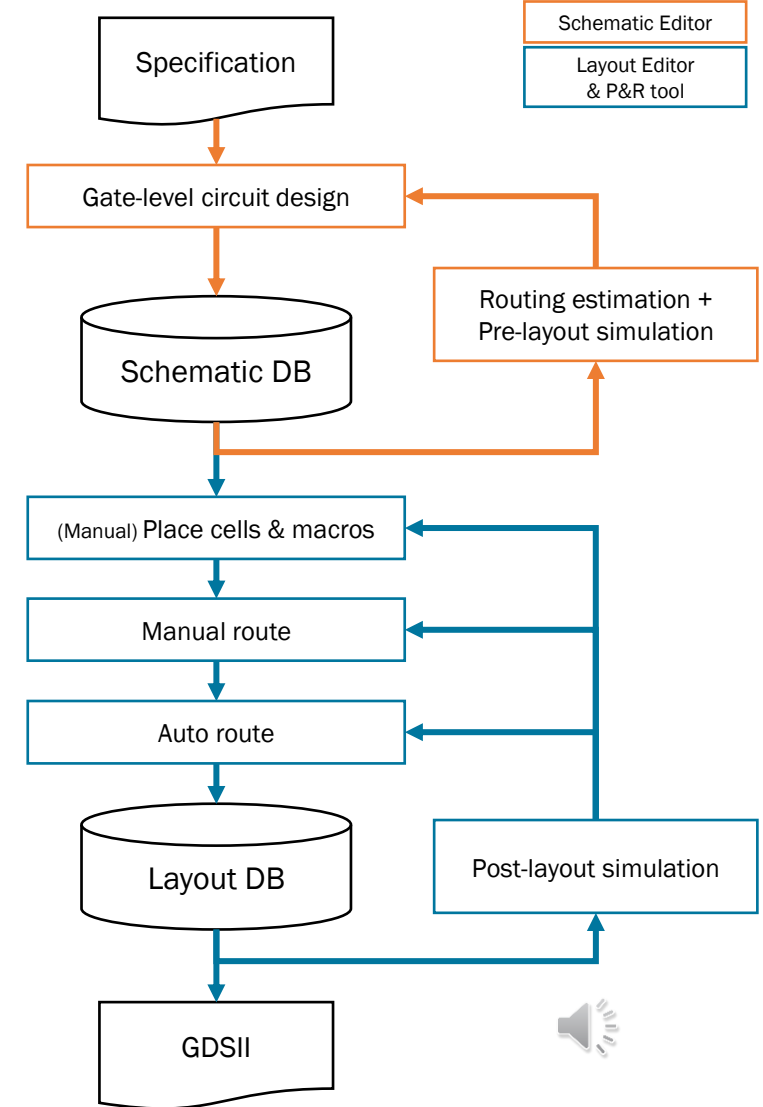 Schematic Editor
Layout Editor
& P&R tool
Specification
Gate-level circuit design
Routing estimation +
Pre-layout simulation
Schematic DB
(Manual) Place cells & macros
Manual route
Auto route
Layout DB
Post-layout simulation
GDSII